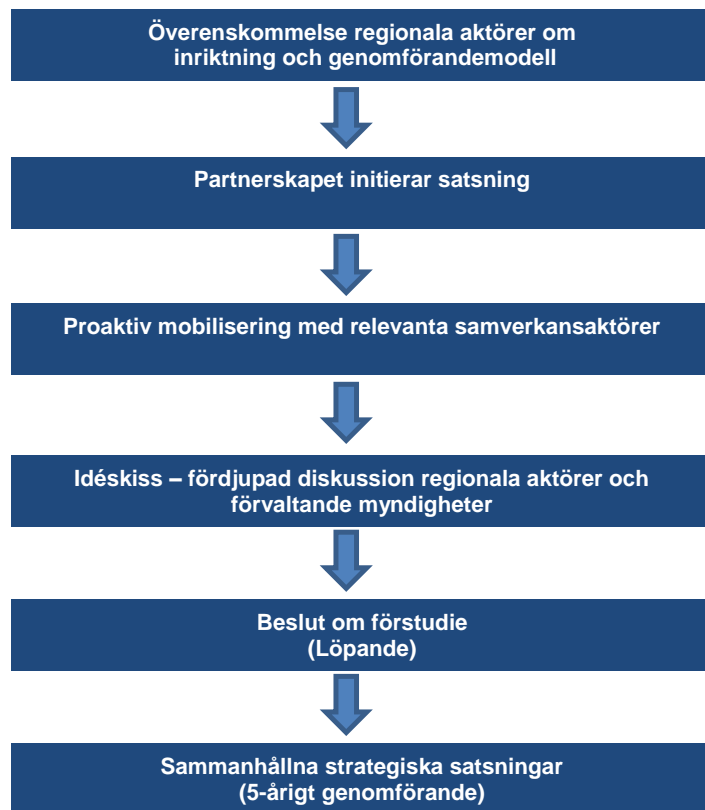 Överenskommelse regionala aktörer om
inriktning och genomförandemodell
Partnerskapet initierar satsning
Proaktiv mobilisering med relevanta samverkansaktörer
Idéskiss – fördjupad diskussion regionala aktörer och
förvaltande myndigheter
Beslut om förstudie
(Löpande)
Sammanhållna strategiska satsningar
(5-årigt genomförande)